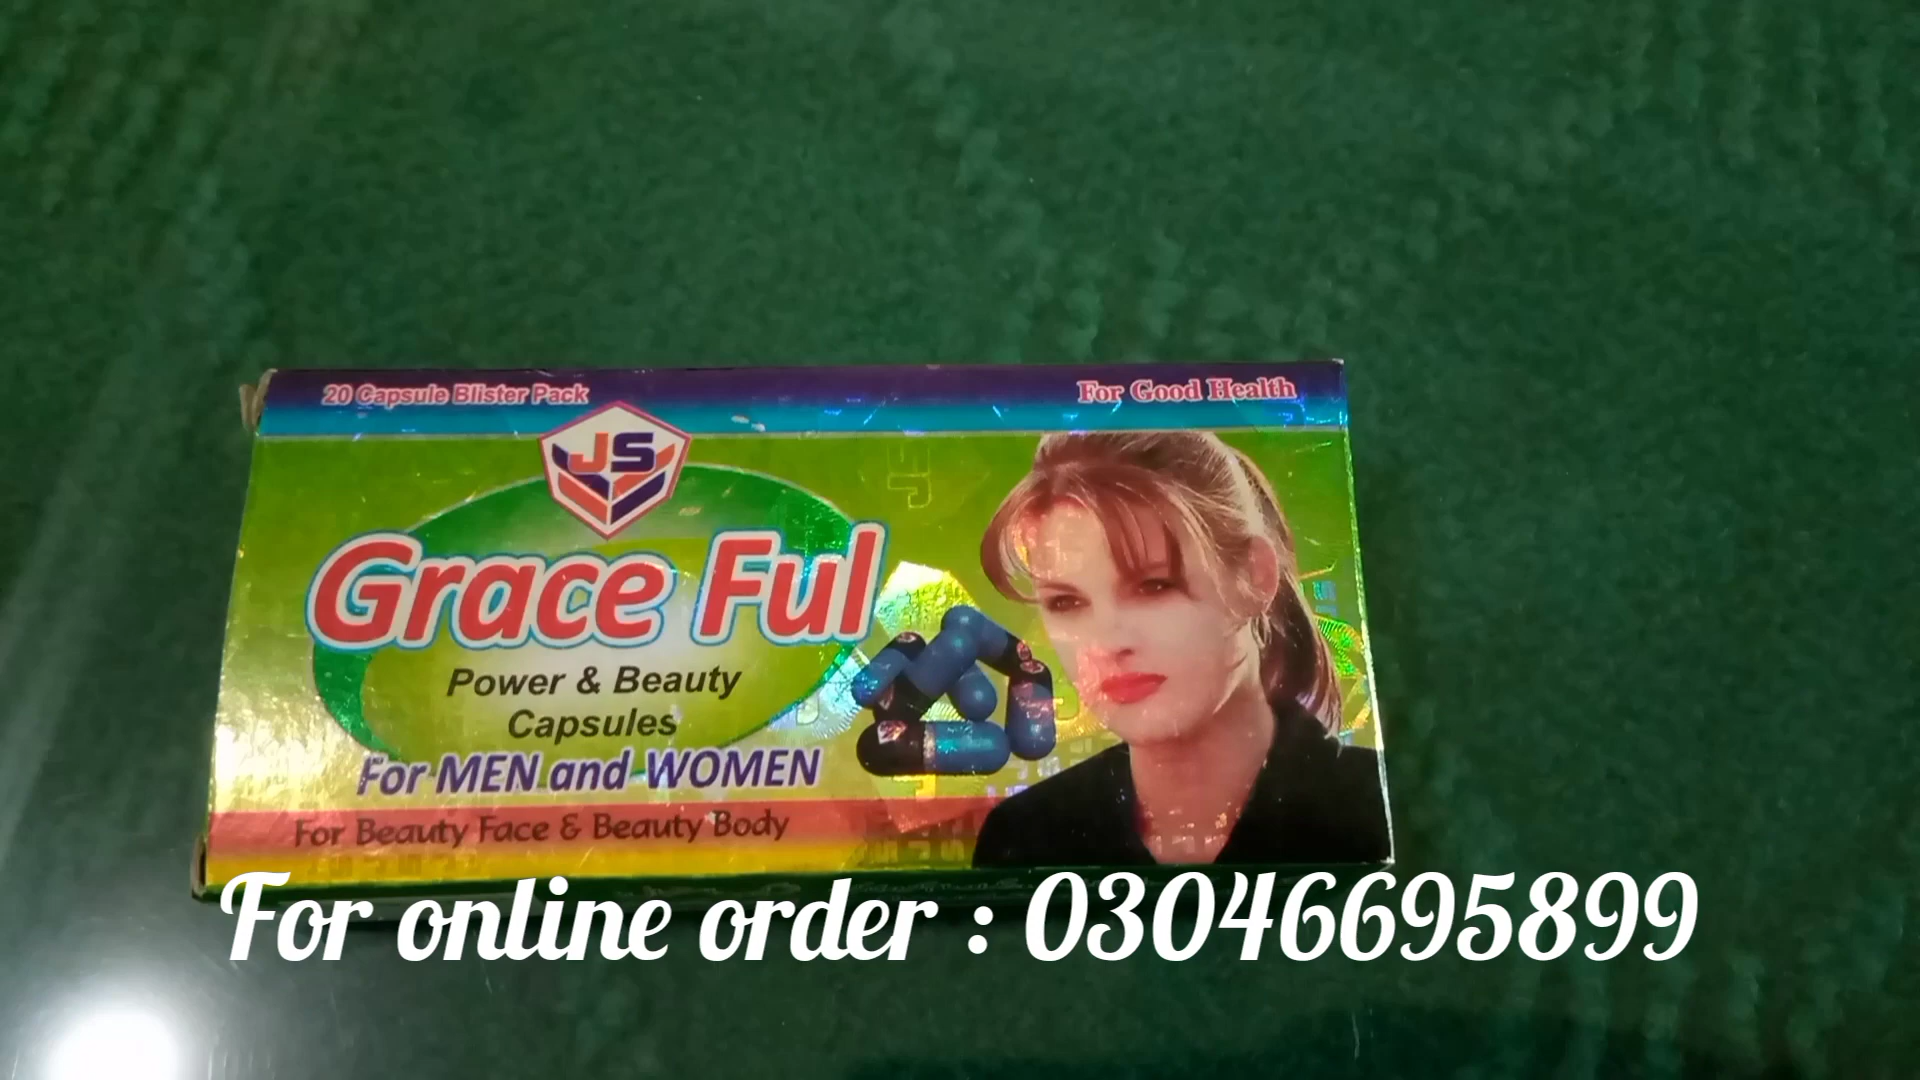 20 Capsule Blister Pack
For Good Health
JS
Grace Ful
Power & Beauty
Capsules
For MEN and WOMEN
For Beauty Face & Beauty Body
For online order : 03046695899